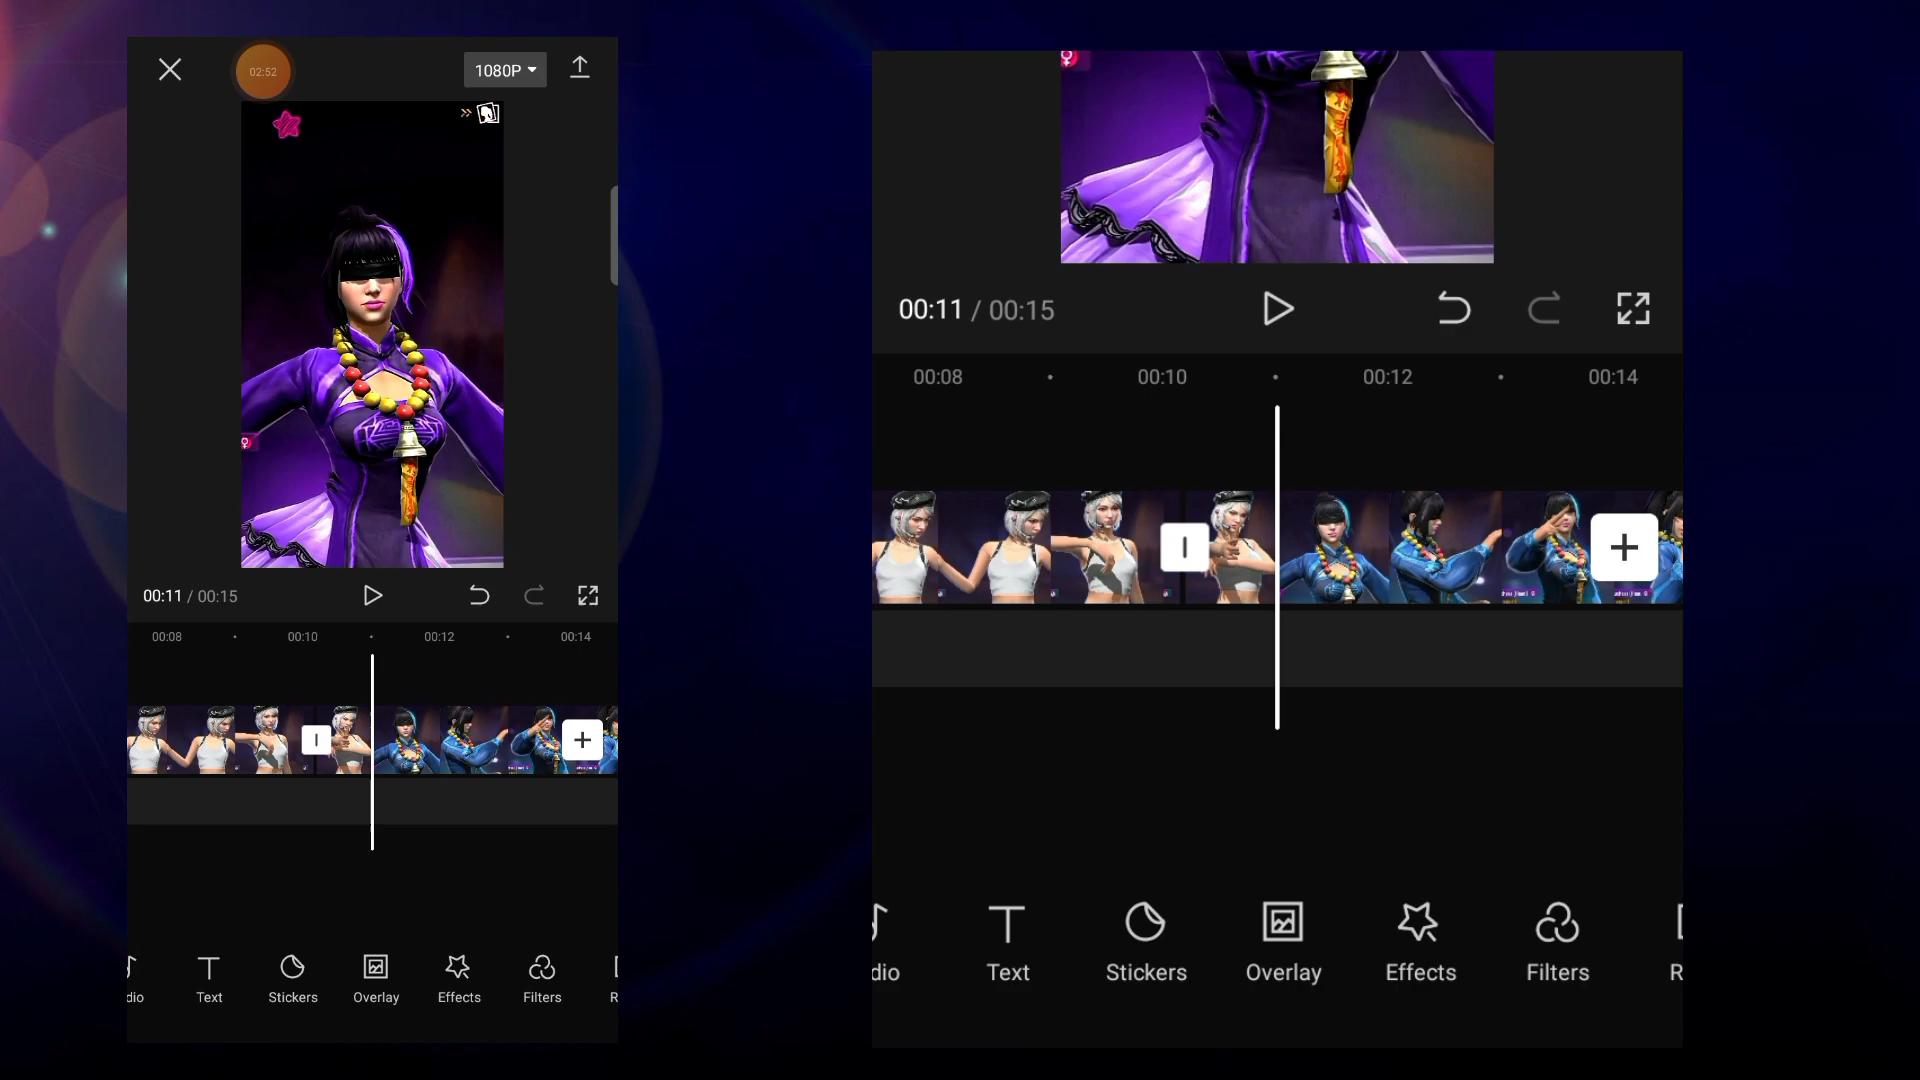 02:52
1080P
00:11 / 00:15
00:08 00:10 00:12 00:14
dio Text Stickers Overlay Effects Filters R
00:11 / 00:15
00:08 00:10 00:12 00:14
dio Text Stickers Overlay Effects Filters R